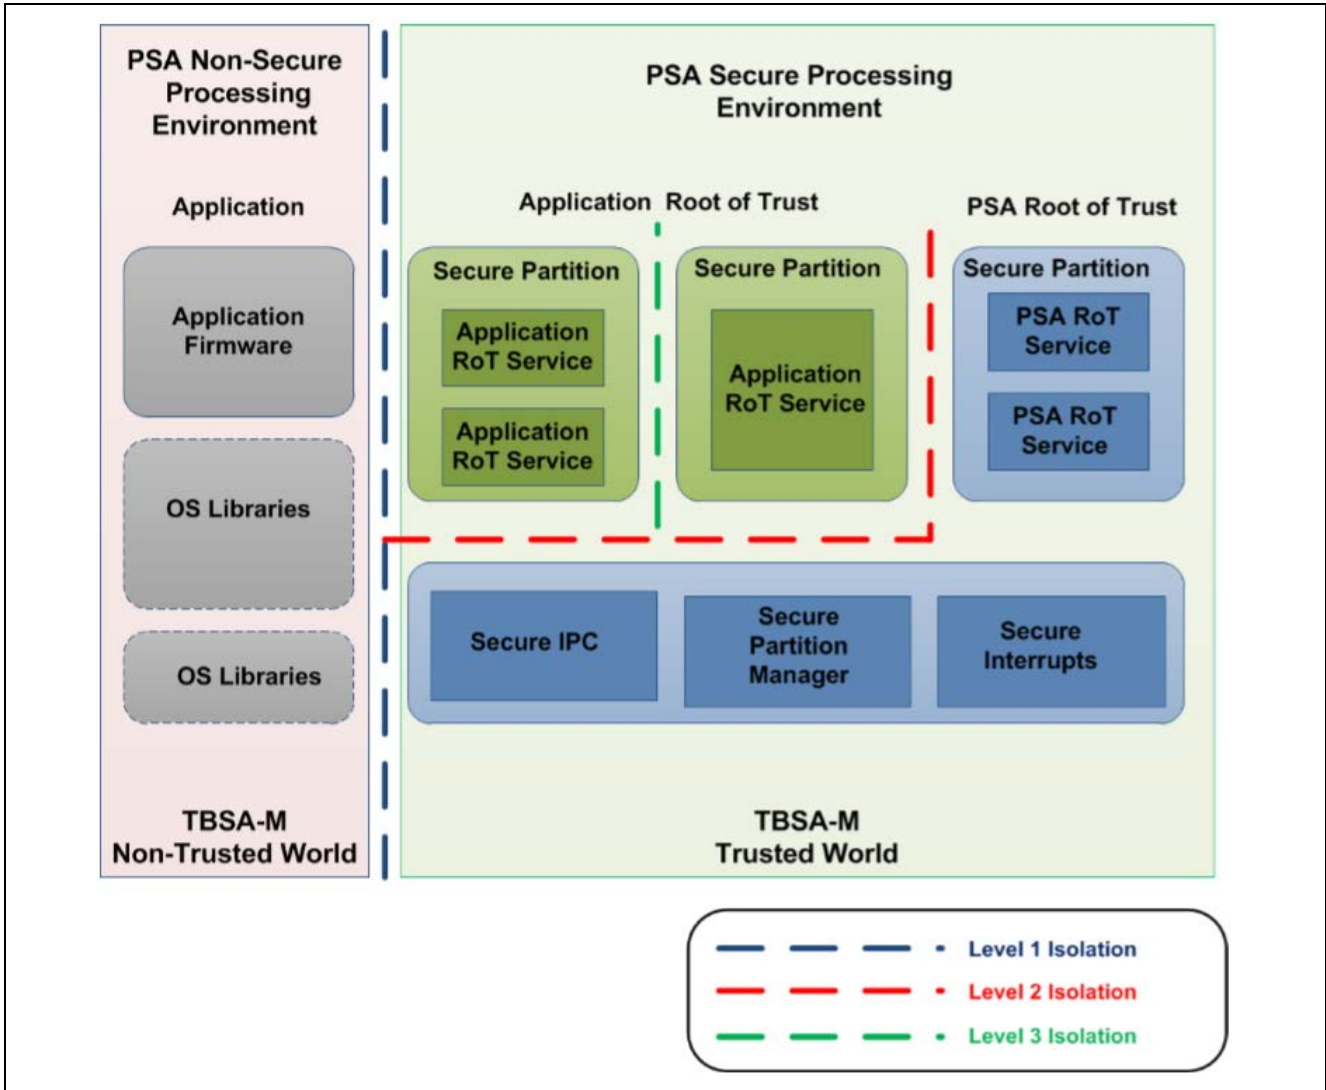 PSA Non-Secure
Processing
Environment
Application
Application
Firmware
OS Libraries
OS Libraries
TBSA-M
Non-Trusted World
PSA Secure Processing
Environment
Application Root of Trust
PSA Root of Trust
Secure Partition
Application
RoT Service
Application
RoT Service
Secure Partition
Application
RoT Service
Secure Partition
PSA RoT
Service
PSA RoT
Service
Secure IPC
Secure
Partition
Manager
Secure
Interrupts
TBSA-M
Trusted World
Level 1 Isolation
Level 2 Isolation
Level 3 Isolation